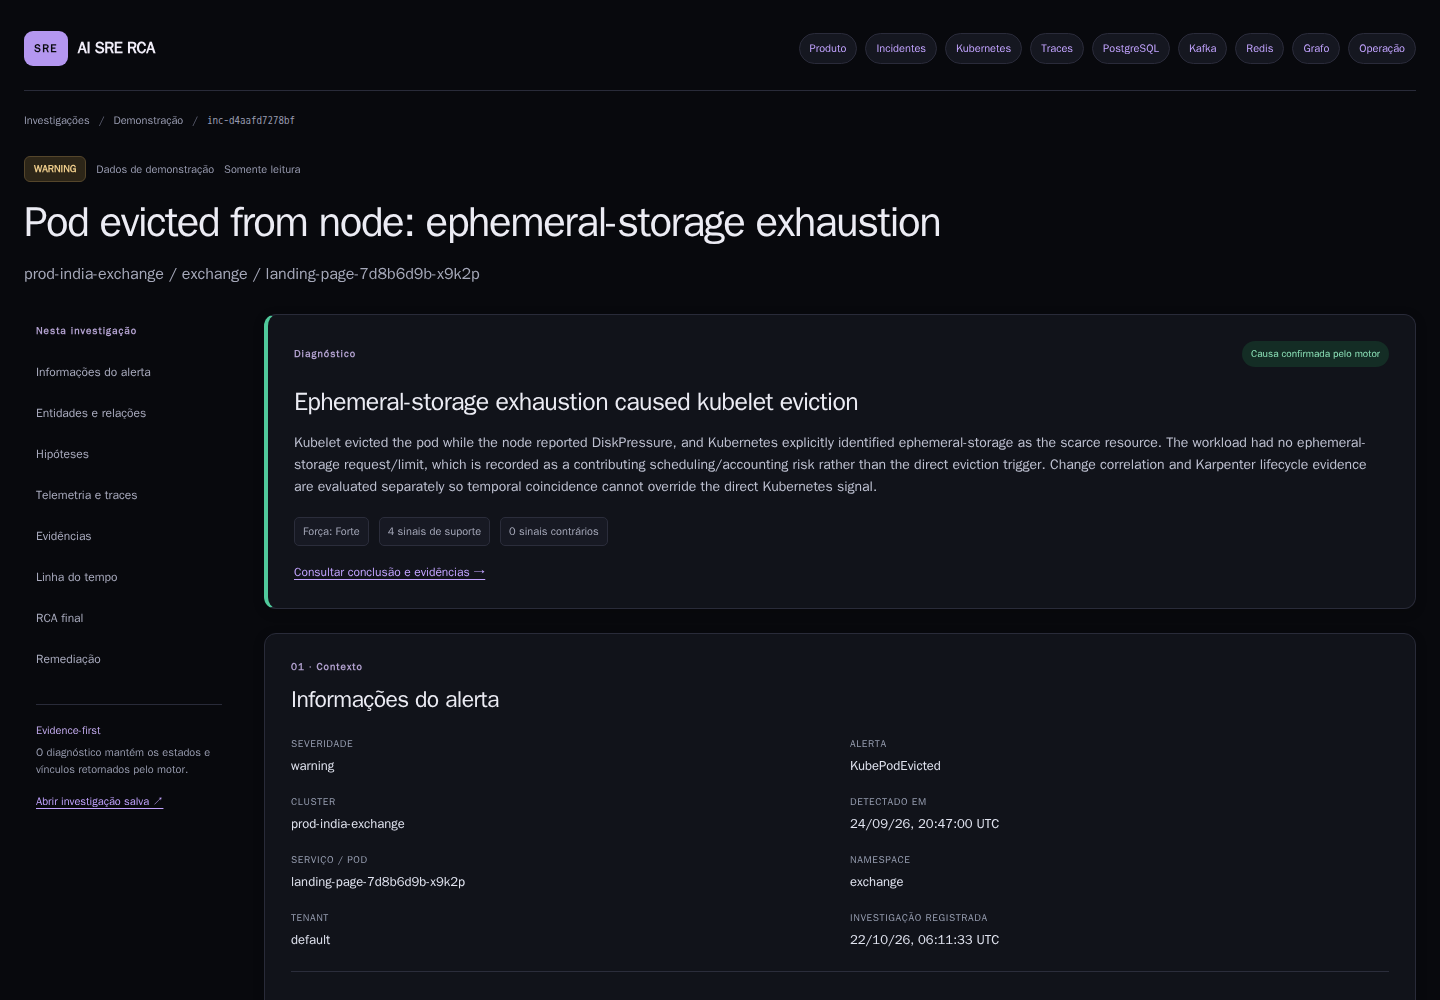 SRE
AI SRE RCA
Produto
Incidentes
Kubernetes
Traces
PostgreSQL
Kafka
Redis
Grafo
Operação
Investigações / Demonstração / inc-d4aafd7278bf
WARNING
Dados de demonstração
Somente leitura
Pod evicted from node: ephemeral-storage exhaustion
prod-india-exchange / exchange / landing-page-7d8b6d9b-x9k2p
Nesta investigação
Informações do alerta
Entidades e relações
Hipóteses
Telemetria e traces
Evidências
Linha do tempo
RCA final
Remediação
Evidence-first
O diagnóstico mantém os estados e
vínculos retornados pelo motor.
Abrir investigação salva ↗
Diagnóstico
Causa confirmada pelo motor
Ephemeral-storage exhaustion caused kubelet eviction
Kubelet evicted the pod while the node reported DiskPressure, and Kubernetes explicitly identified ephemeral-storage as the scarce resource. The workload had no ephemeral-
storage request/limit, which is recorded as a contributing scheduling/accounting risk rather than the direct eviction trigger. Change correlation and Karpenter lifecycle evidence
are evaluated separately so temporal coincidence cannot override the direct Kubernetes signal.
Força: Forte
4 sinais de suporte
0 sinais contrários
Consultar conclusão e evidências →
01 · Contexto
Informações do alerta
SEVERIDADE
warning
ALERTA
KubePodEvicted
CLUSTER
prod-india-exchange
DETECTADO EM
24/09/26, 20:47:00 UTC
SERVIÇO / POD
landing-page-7d8b6d9b-x9k2p
NAMESPACE
exchange
TENANT
default
INVESTIGAÇÃO REGISTRADA
22/10/26, 06:11:33 UTC